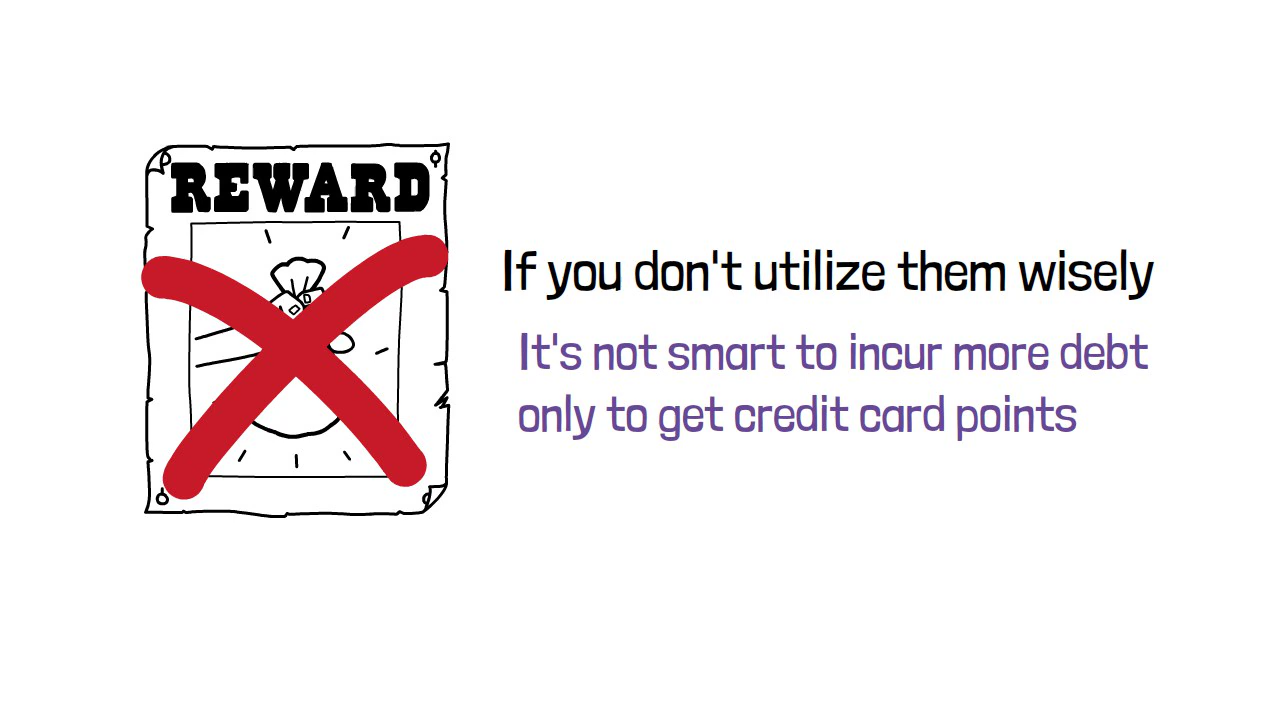 REWARD
If you don't utilize them wisely
It's not smart to incur more debt
only to get credit card points